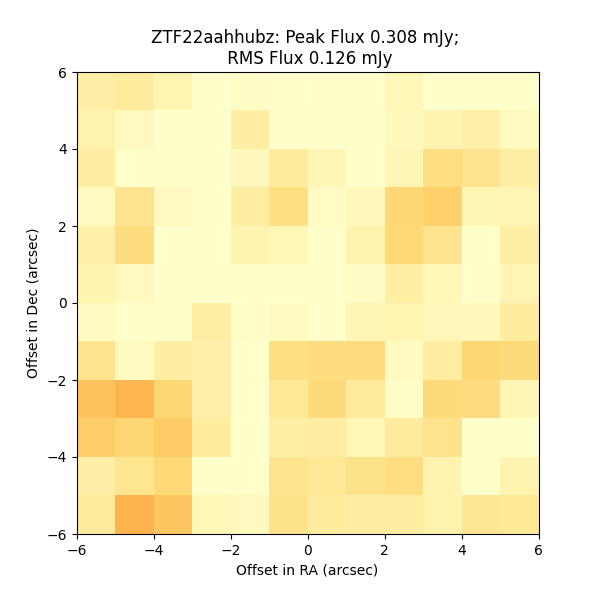 ZTF22aahhubz: Peak Flux 0.308 mJy;
RMS Flux 0.126 mJy
6
4
2
0
−2
−4
−6
Offset in Dec (arcsec)
−6 −4 −2 0 2 4 6
Offset in RA (arcsec)